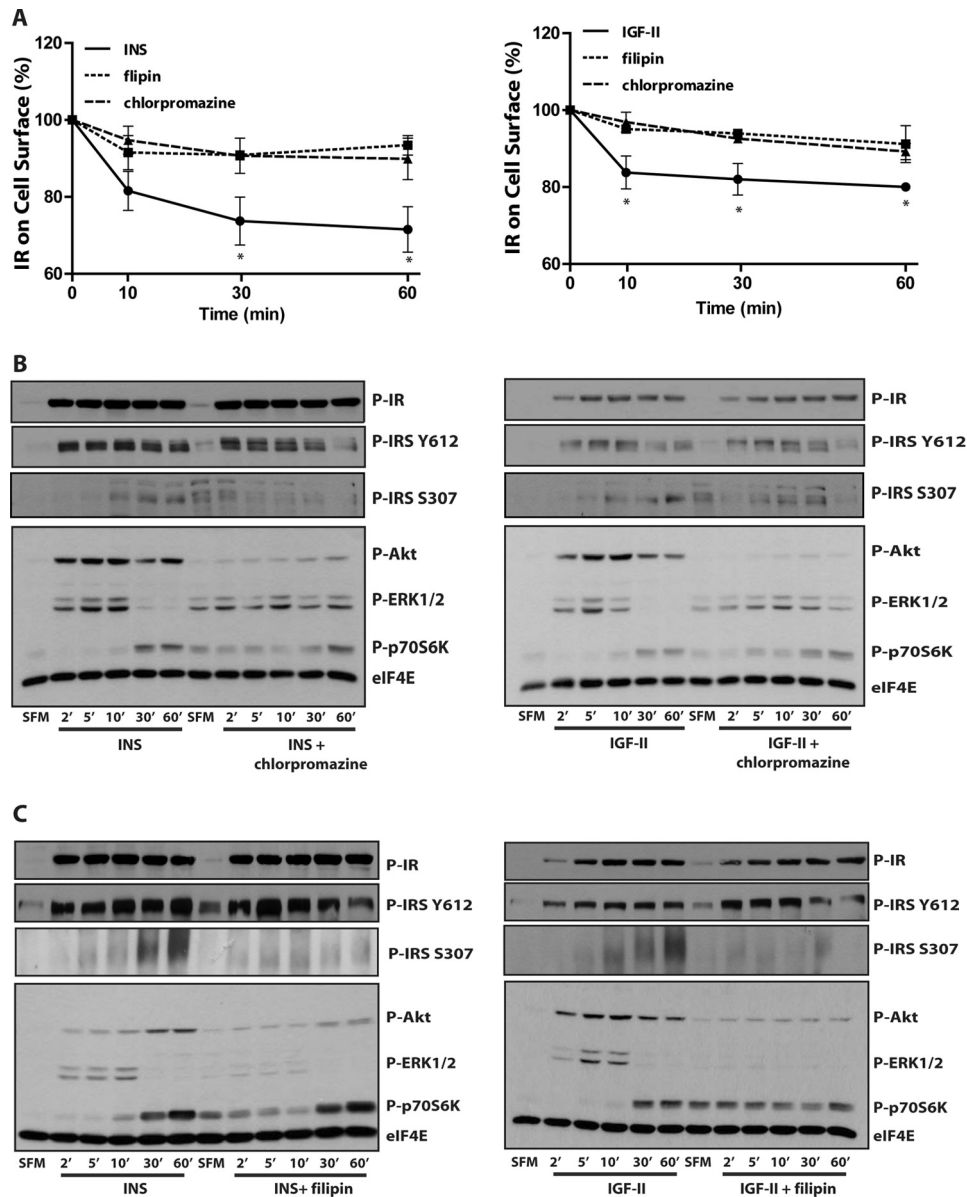 A
120
100
80
60
IR on Cell Surface (%)
INS
flipin
chlorpromazine
*
*
0
10
30
60
Time (min)
120
100
80
60
IR on Cell Surface (%)
IGF-II
filipin
chlorpromazine
*
*
*
0
10
30
60
Time (min)
B
P-IR
P-IRS Y612
P-IRS S307
P-Akt
P-ERK1/2
P-p70S6K
eIF4E
SFM 2’ 5’ 10’ 30’ 60’ SFM 2’ 5’ 10’ 30’ 60’
INS
INS +
chlorpromazine
P-IR
P-IRS Y612
P-IRS S307
P-Akt
P-ERK1/2
P-p70S6K
eIF4E
SFM 2’ 5’ 10’ 30’ 60’ SFM 2’ 5’ 10’ 30’ 60’
IGF-II
IGF-II +
chlorpromazine
C
P-IR
P-IRS Y612
P-IRS S307
P-Akt
P-ERK1/2
P-p70S6K
eIF4E
SFM 2’ 5’ 10’ 30’ 60’ SFM 2’ 5’ 10’ 30’ 60’
INS
INS+ filipin
P-IR
P-IRS Y612
P-IRS S307
P-Akt
P-ERK1/2
P-p70S6K
eIF4E
SFM 2’ 5’ 10’ 30’ 60’ SFM 2’ 5’ 10’ 30’ 60’
IGF-II
IGF-II + filipin